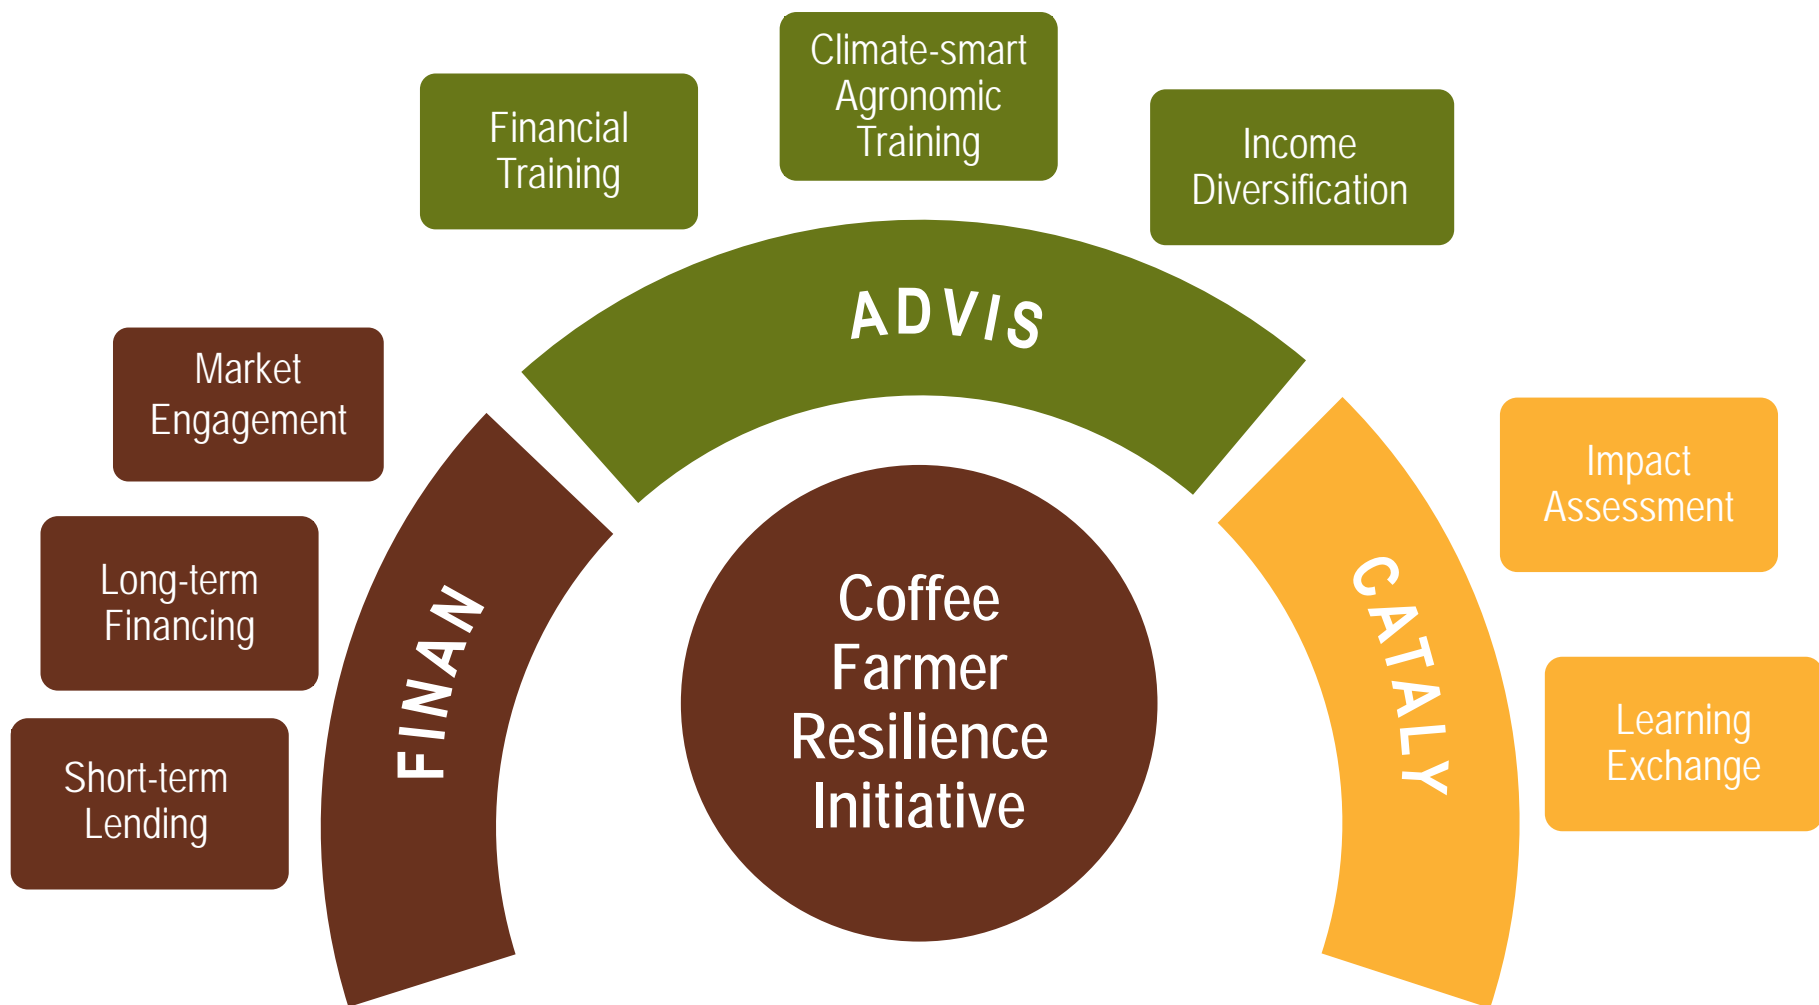 Climate-smart
Agronomic
Training
Financial
Training
Income
Diversification
ADVIS
Market
Engagement
Long-term
Financing
Short-term
Lending
FINAN
Coffee
Farmer
Resilience
Initiative
CATALY
Impact
Assessment
Learning
Exchange